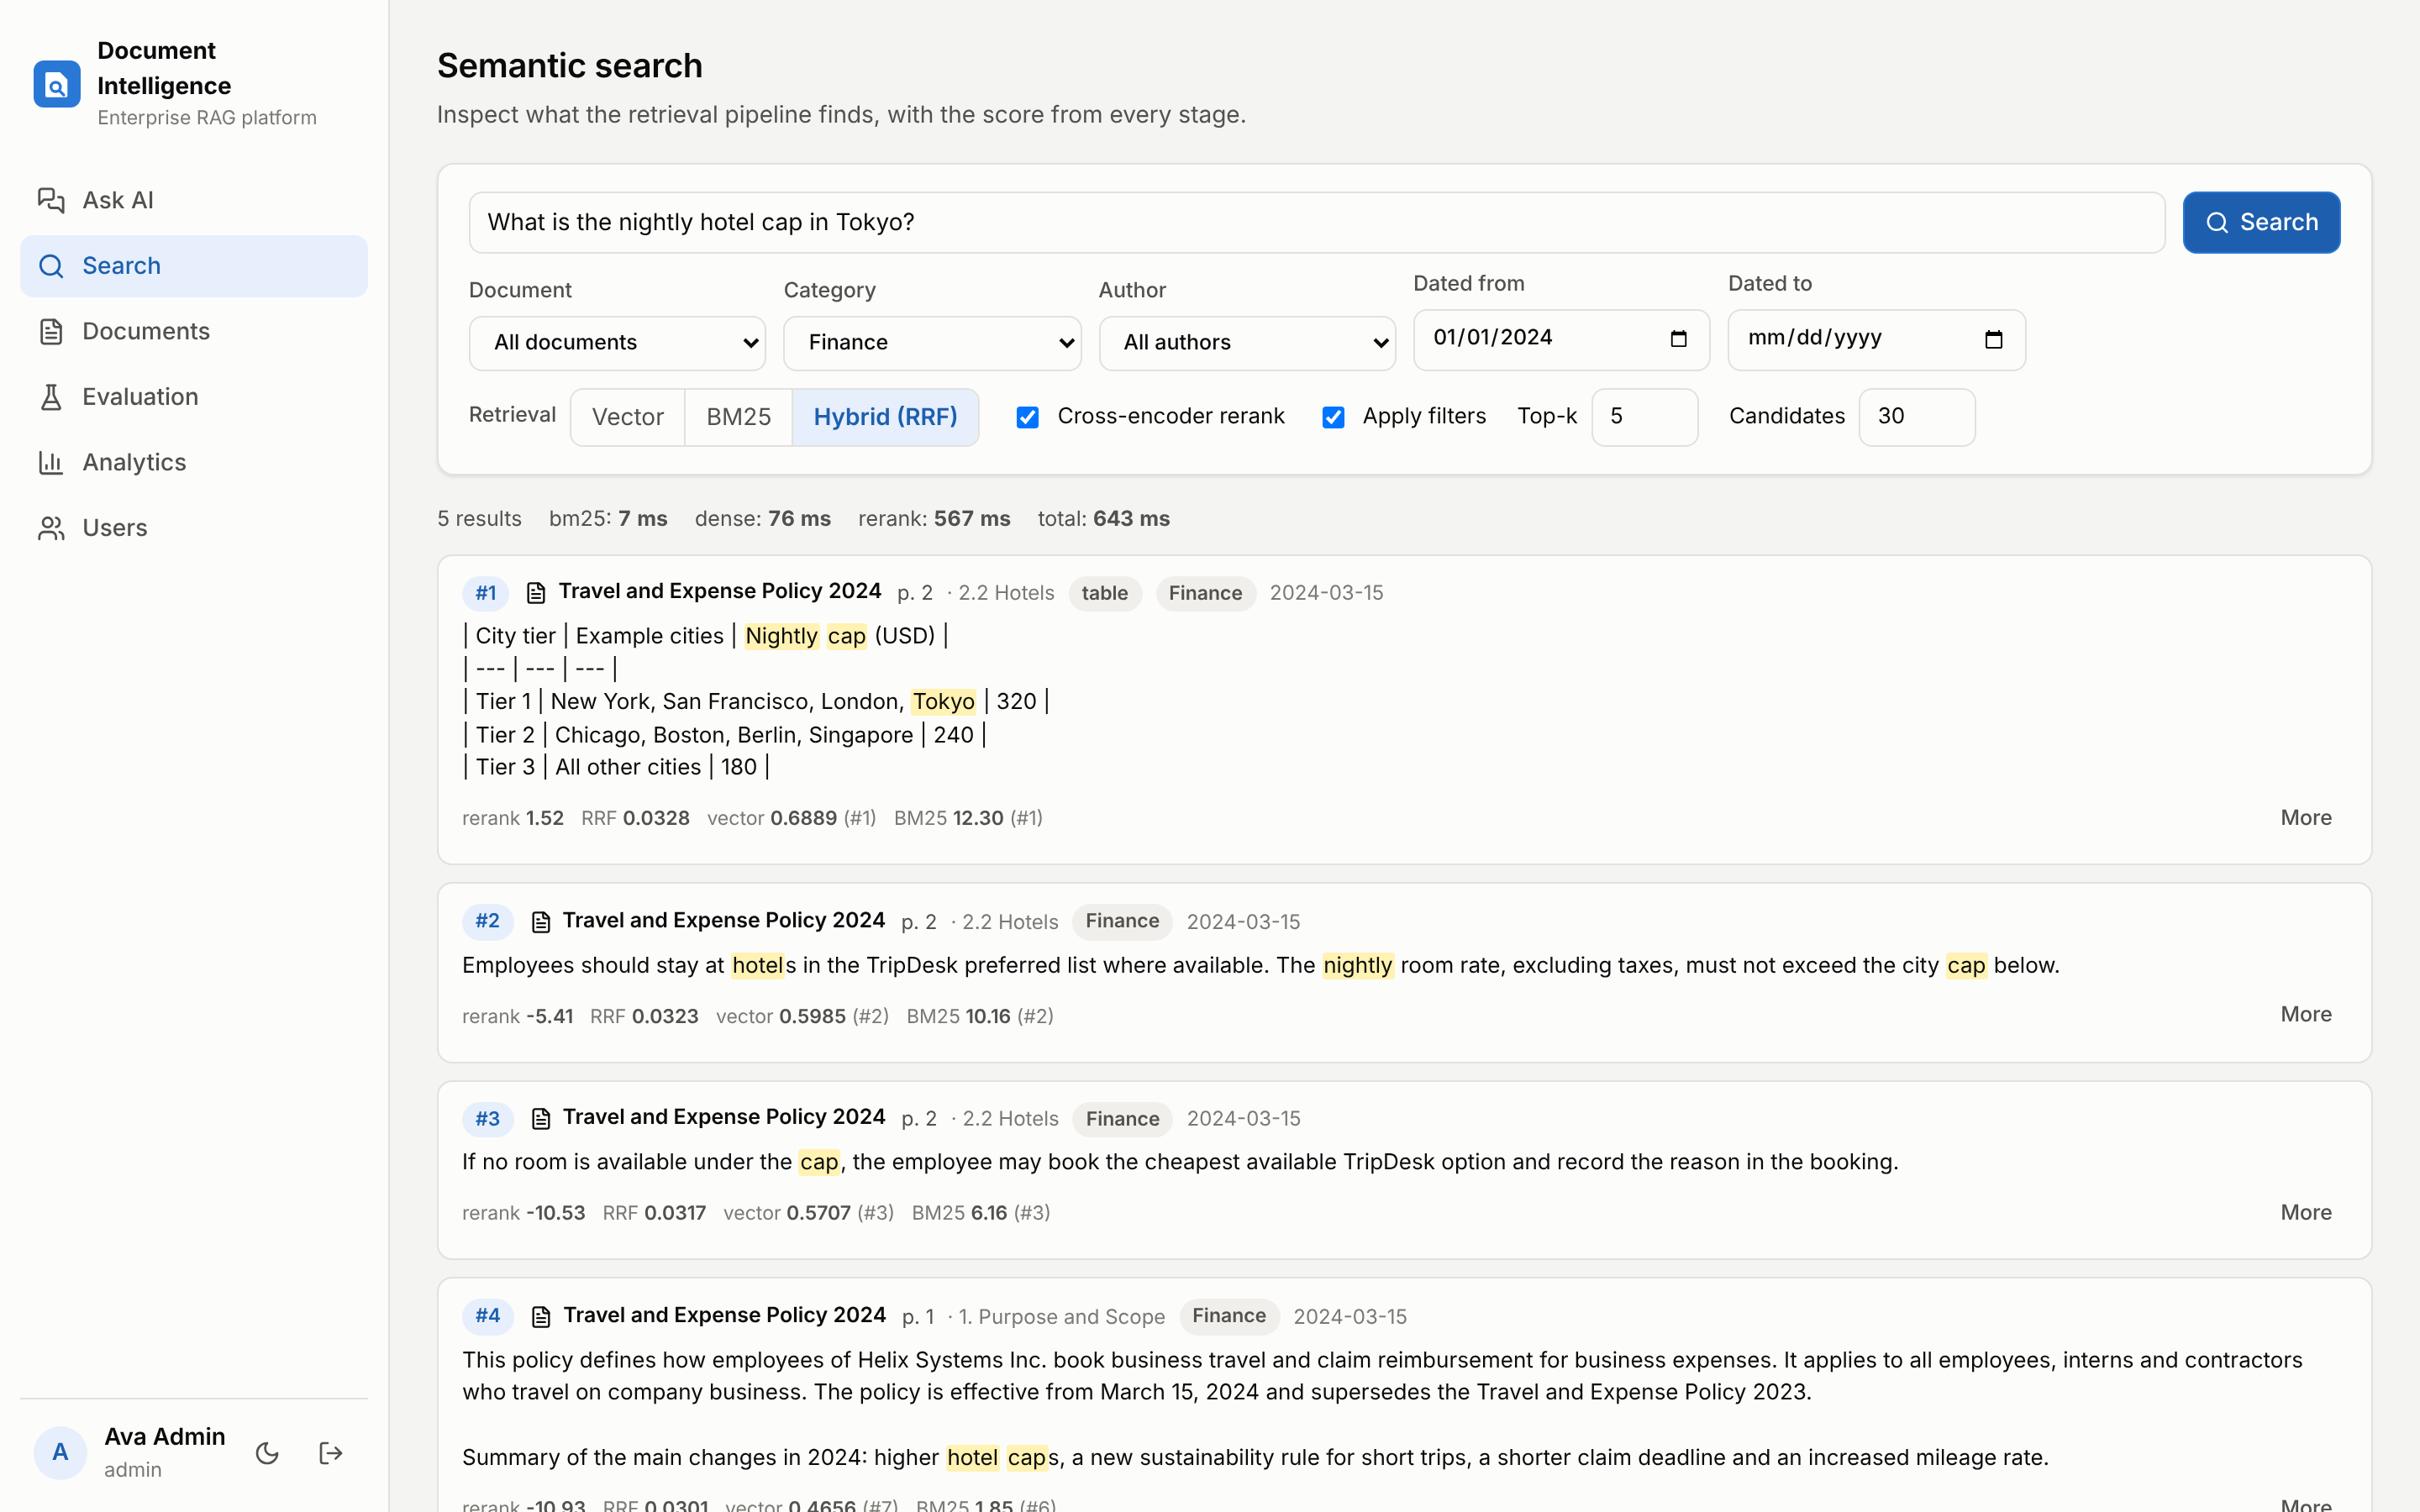 Document
Intelligence
Enterprise RAG platform
Ask AI
Search
Documents
Evaluation
Analytics
Users
Ava Admin
admin
A
Semantic search
Inspect what the retrieval pipeline finds, with the score from every stage.
What is the nightly hotel cap in Tokyo?
Search
Document Category Author Dated from Dated to
All documents Finance All authors 01/01/2024 mm/dd/yyyy
Retrieval Vector BM25 Hybrid (RRF) Cross-encoder rerank Apply filters Top-k 5 Candidates 30
5 results bm25: 7 ms dense: 76 ms rerank: 567 ms total: 643 ms
#1 Travel and Expense Policy 2024 p. 2 · 2.2 Hotels table Finance 2024-03-15
| City tier | Example cities | Nightly cap (USD) |
| --- | --- | --- |
| Tier 1 | New York, San Francisco, London, Tokyo | 320 |
| Tier 2 | Chicago, Boston, Berlin, Singapore | 240 |
| Tier 3 | All other cities | 180 |
rerank 1.52 RRF 0.0328 vector 0.6889 (#1) BM25 12.30 (#1) More
#2 Travel and Expense Policy 2024 p. 2 · 2.2 Hotels Finance 2024-03-15
Employees should stay at hotels in the TripDesk preferred list where available. The nightly room rate, excluding taxes, must not exceed the city cap below.
rerank -5.41 RRF 0.0323 vector 0.5985 (#2) BM25 10.16 (#2) More
#3 Travel and Expense Policy 2024 p. 2 · 2.2 Hotels Finance 2024-03-15
If no room is available under the cap, the employee may book the cheapest available TripDesk option and record the reason in the booking.
rerank -10.53 RRF 0.0317 vector 0.5707 (#3) BM25 6.16 (#3) More
#4 Travel and Expense Policy 2024 p. 1 · 1. Purpose and Scope Finance 2024-03-15
This policy defines how employees of Helix Systems Inc. book business travel and claim reimbursement for business expenses. It applies to all employees, interns and contractors
who travel on company business. The policy is effective from March 15, 2024 and supersedes the Travel and Expense Policy 2023.
Summary of the main changes in 2024: higher hotel caps, a new sustainability rule for short trips, a shorter claim deadline and an increased mileage rate.
rerank -10.93 RRF 0.0301 vector 0.4656 (#7) BM25 1.85 (#6) More